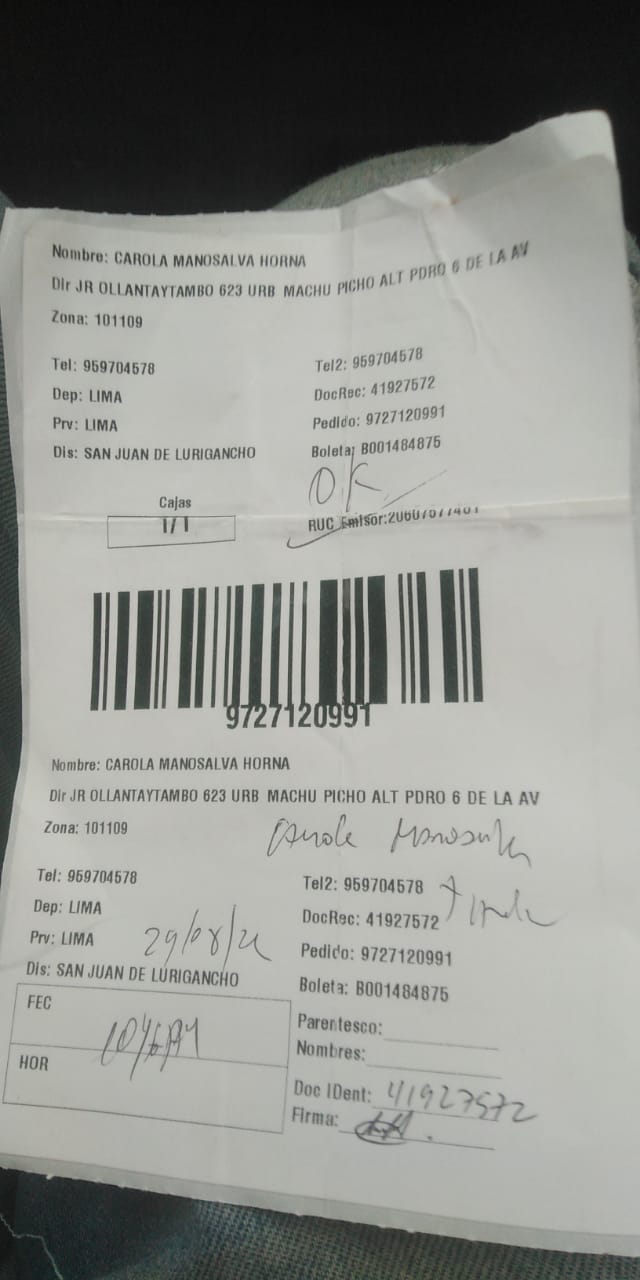 Nombre: CAROLA MANOSALVA HORNA
Dir JR OLLANTAYTAMBO 623 URB MACHU PICHO ALT PDRO 6 DE LA AV
Zona: 101109
Tel: 959704578 Tel2: 959704578
Dep: LIMA DocRec: 41927572
Prv: LIMA Pedido: 9727120991
Dis: SAN JUAN DE LURIGANCHO Boleta: B001484875
OK
Cajas
1/1 RUC Emisor:
9727120991
Nombre: CAROLA MANOSALVA HORNA
Dir JR OLLANTAYTAMBO 623 URB MACHU PICHO ALT PDRO 6 DE LA AV
Zona: 101109
Tel: 959704578 Tel2: 959704578
Dep: LIMA DocRec: 41927572
Prv: LIMA Pedido: 9727120991
Dis: SAN JUAN DE LURIGANCHO Boleta: B001484875
FEC Parentesco:
Nombres:
HOR Doc IDent: 41927572
Firma: